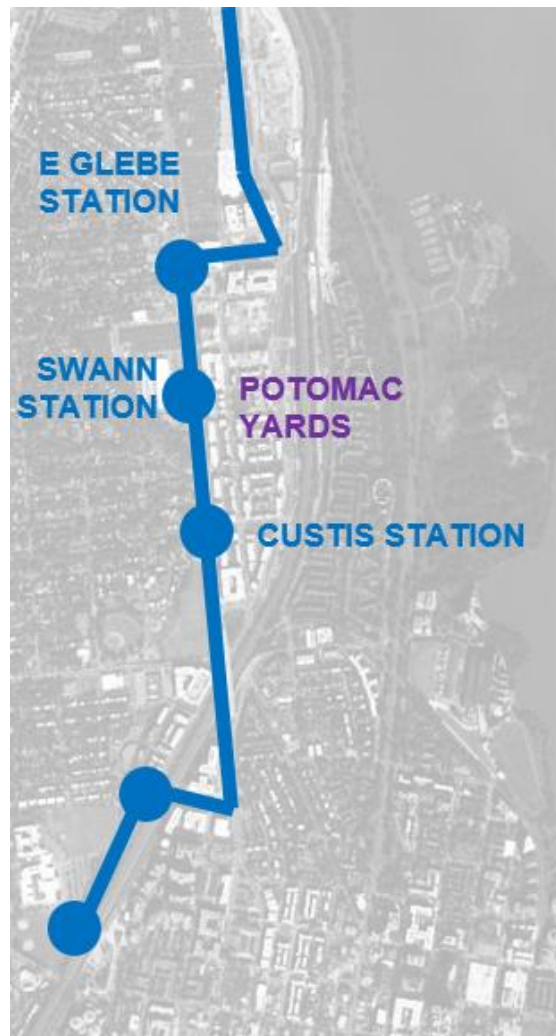 E GLEBE
STATION
SWANN
STATION
POTOMAC
YARDS
CUSTIS STATION